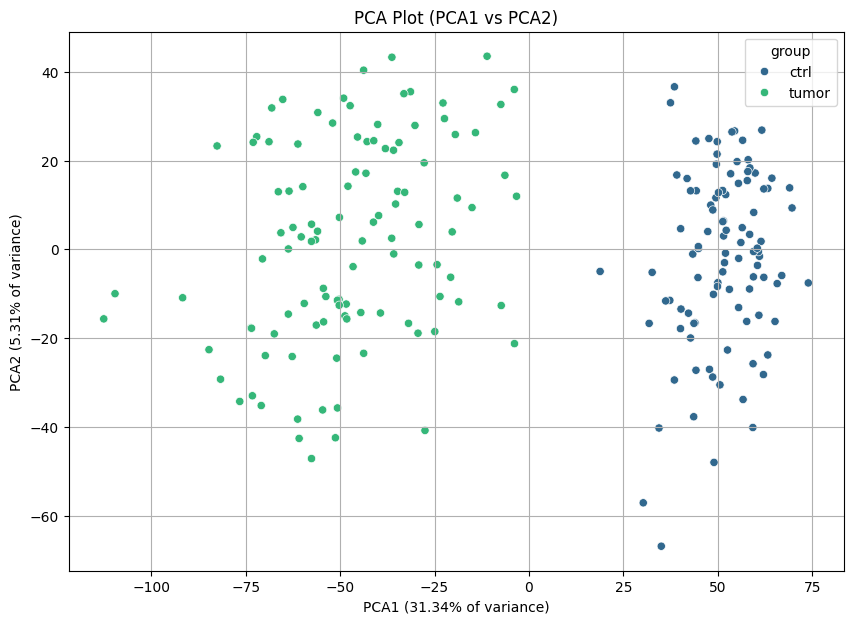 PCA Plot (PCA1 vs PCA2)
group
ctrl
tumor
PCA2 (5.31% of variance)
40
20
0
−20
−40
−60
−100
−75
−50
−25
0
25
50
75
PCA1 (31.34% of variance)